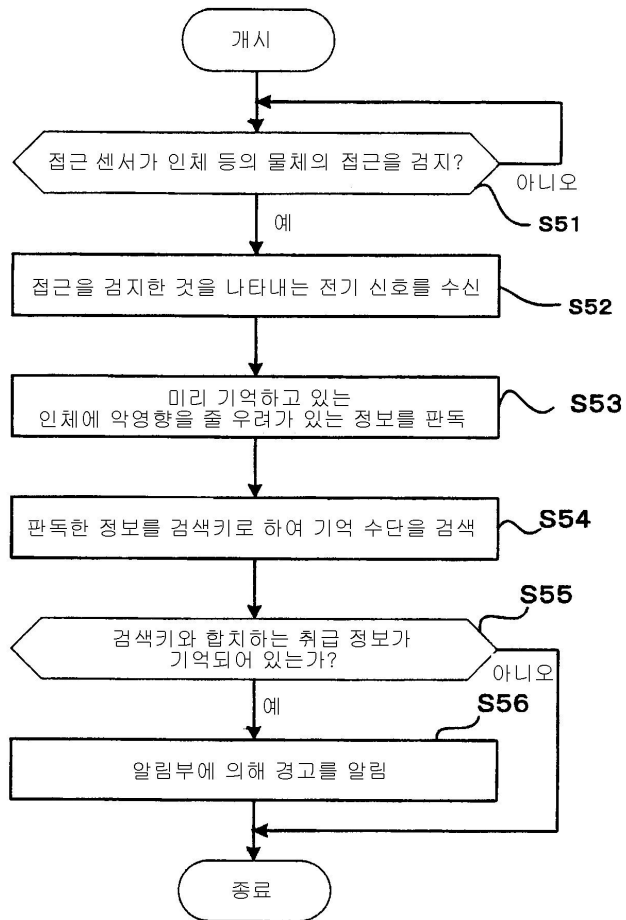 개시
접근 센서가 인체 등의 물체의 접근을 검지?
아니오
S51
예
접근을 검지한 것을 나타내는 전기 신호를 수신
S52
미리 기억하고 있는
인체에 악영향을 줄 우려가 있는 정보를 판독
S53
판독한 정보를 검색키로 하여 기억 수단을 검색
S54
S55
검색키와 합치하는 취급 정보가
기억되어 있는가?
아니오
예
S56
알림부에 의해 경고를 알림
종료